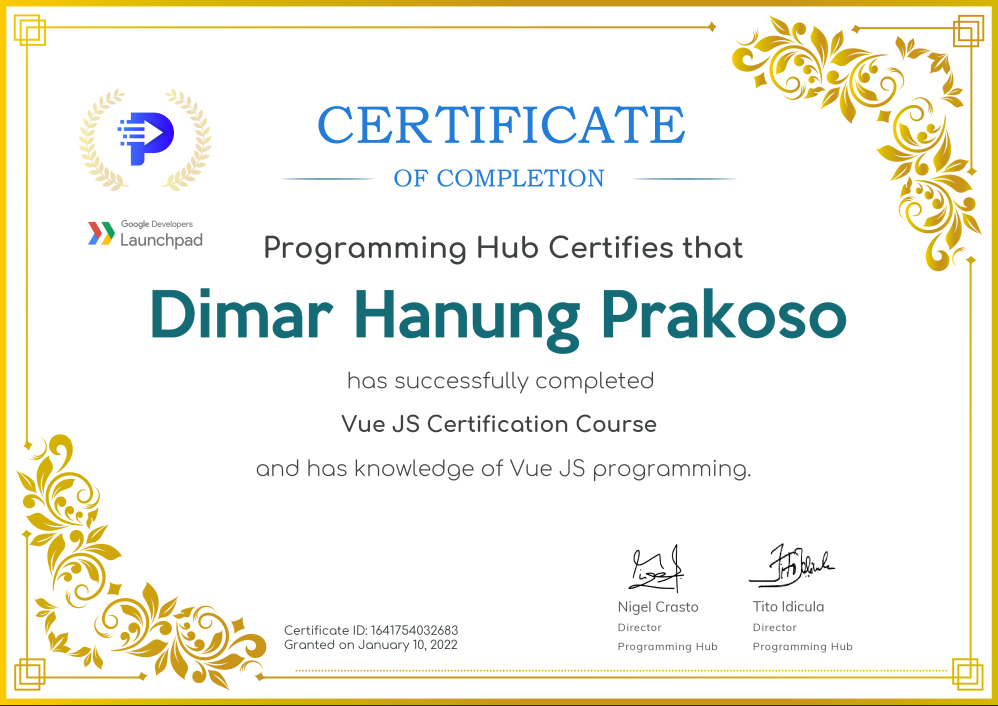 CERTIFICATE
OF COMPLETION
Google Developers
Launchpad
Programming Hub Certifies that
Dimar Hanung Prakoso
has successfully completed
Vue JS Certification Course
and has knowledge of Vue JS programming.
Nigel Crasto
Director
Programming Hub
Tito Idicula
Director
Programming Hub
Certificate ID: 1641754032683
Granted on January 10, 2022